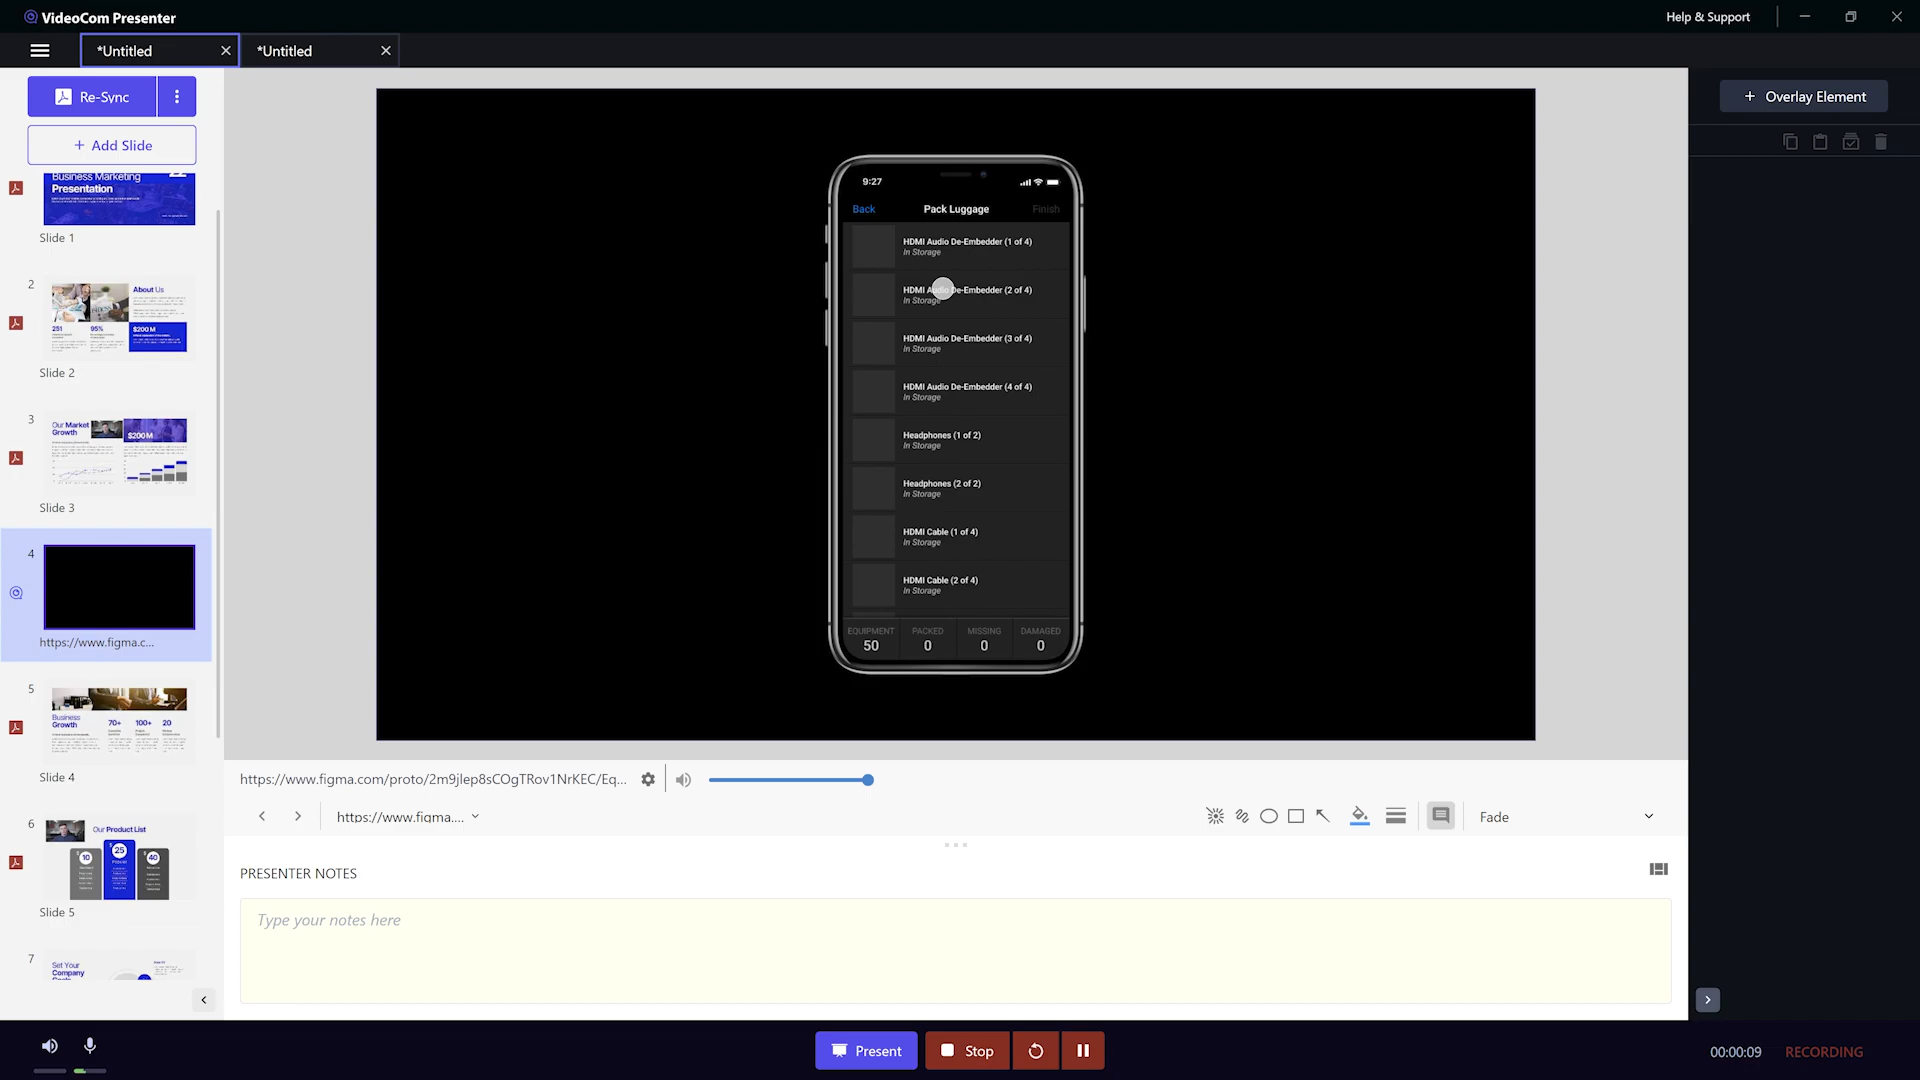 VideoCom Presenter
Help & Support
*Untitled
*Untitled
Re-Sync
+ Add Slide
Business Marketing
Presentation
Slide 1
2
About Us
251
95%
$200 M
Slide 2
3
Our Market
Growth
$200 M
Slide 3
4
https://www.figma.c...
5
Business
Growth
70+
100+
20
Slide 4
6
Our Product List
10
25
40
Slide 5
7
Set Your
Company
+ Overlay Element
9:27
Back
Pack Luggage
Finish
HDMI Audio De-Embedder (1 of 4)
In Storage
HDMI Audio De-Embedder (2 of 4)
In Storage
HDMI Audio De-Embedder (3 of 4)
In Storage
HDMI Audio De-Embedder (4 of 4)
In Storage
Headphones (1 of 2)
In Storage
Headphones (2 of 2)
In Storage
HDMI Cable (1 of 4)
In Storage
HDMI Cable (2 of 4)
In Storage
EQUIPMENT PACKED MISSING DAMAGED
50 0 0 0
https://www.figma.com/proto/2m9jlep8sCOgTRov1NrKEC/Eq...
https://www.figma....
Fade
PRESENTER NOTES
Type your notes here
Present
Stop
00:00:09
RECORDING